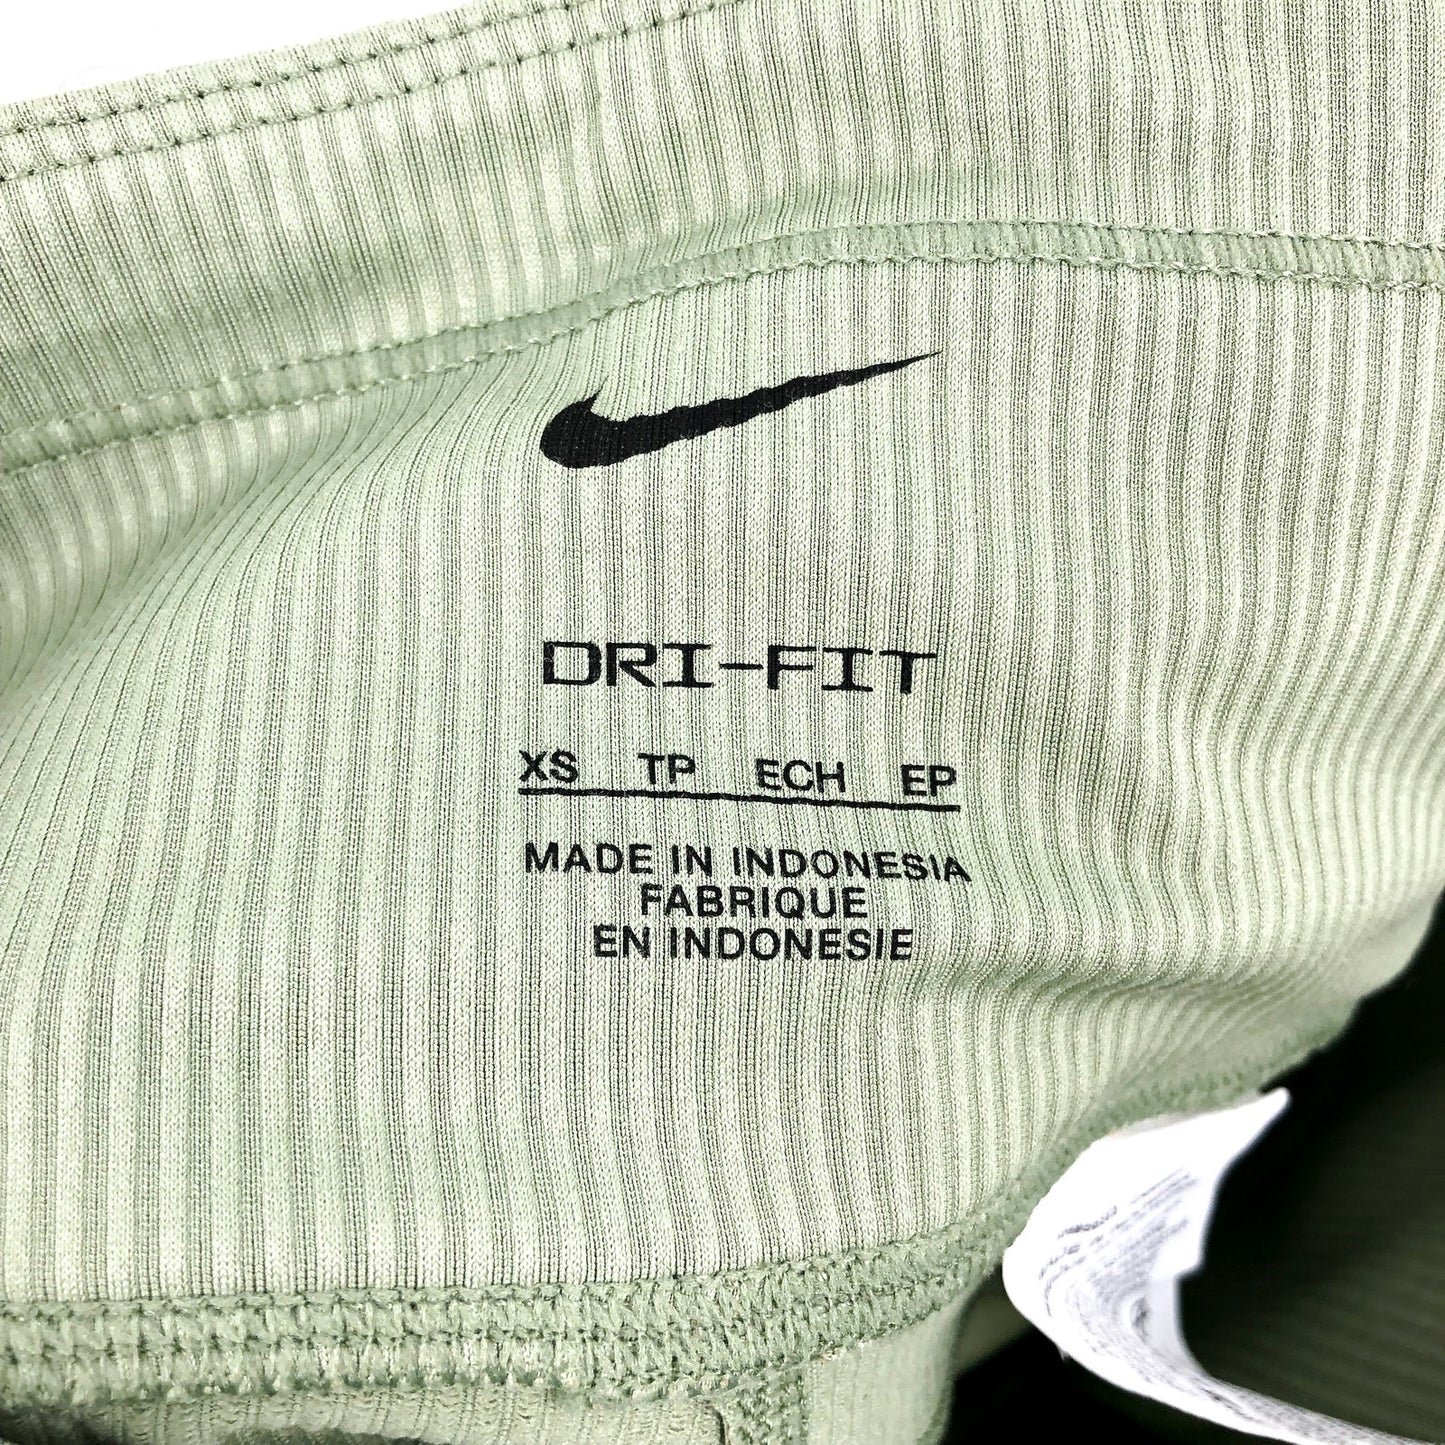 DRI-FIT
XS TP ECH EP
MADE IN INDONESIA
FABRIQUE
EN INDONESIE